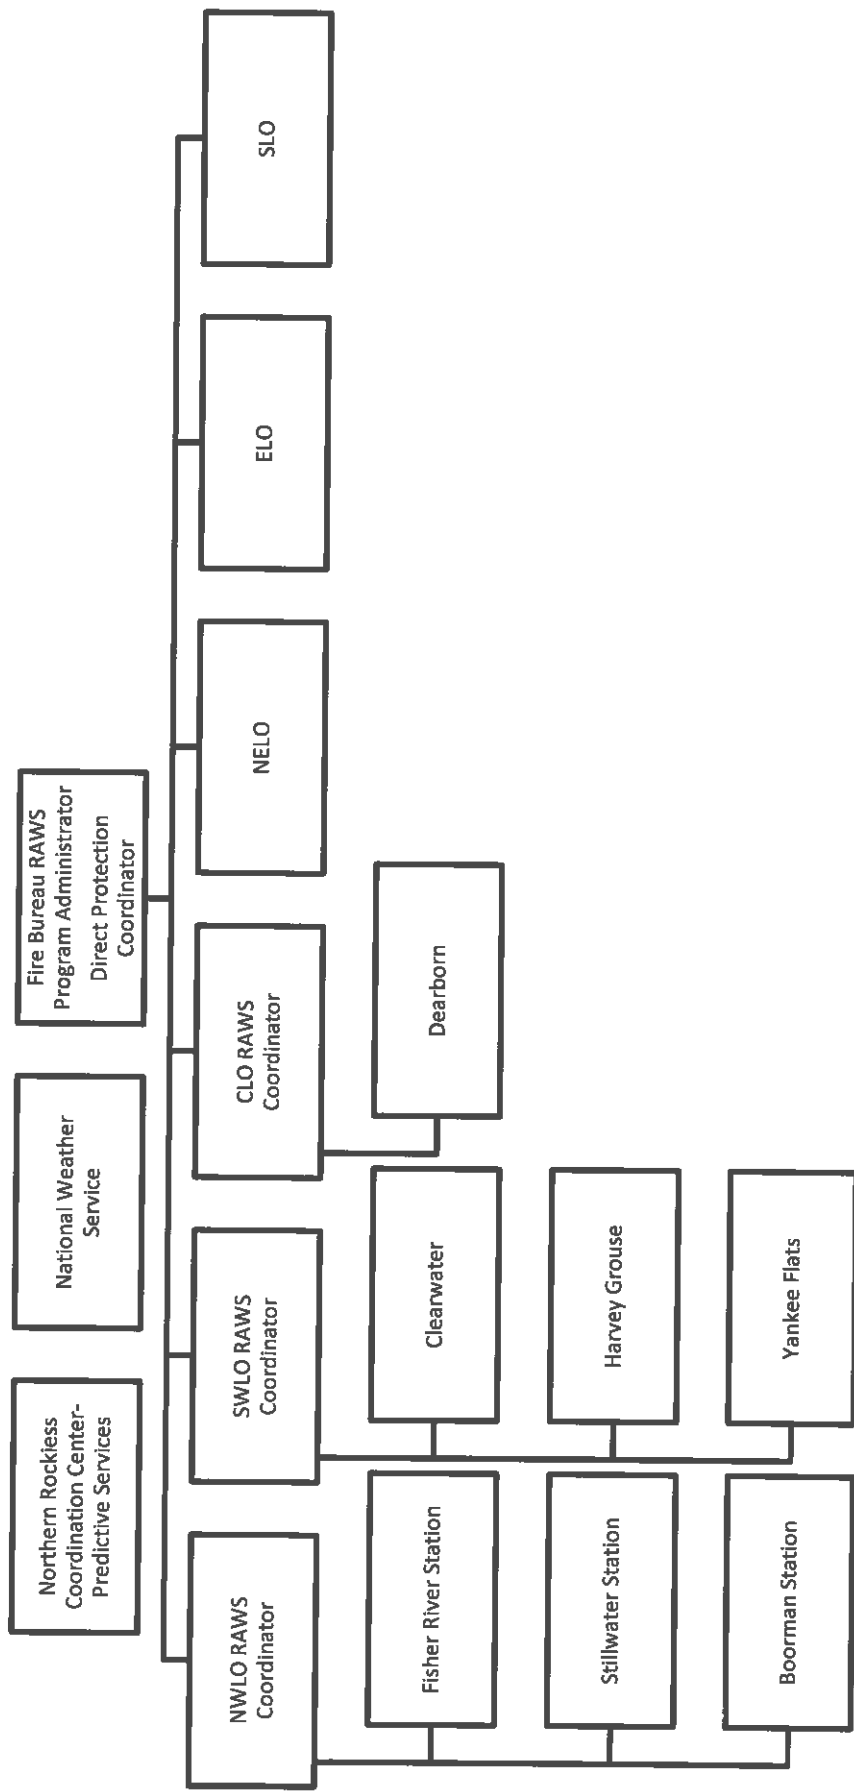 Northern Rockiess
Coordination Center-
Predictive Services
National Weather
Service
Fire Bureau RAWS
Program Administrator
Direct Protection
Coordinator
NWLO RAWS
Coordinator
SWLO RAWS
Coordinator
CLO RAWS
Coordinator
NELO
ELO
SLO
Fisher River Station
Clearwater
Dearborn
Stillwater Station
Harvey Grouse
Boorman Station
Yankee Flats